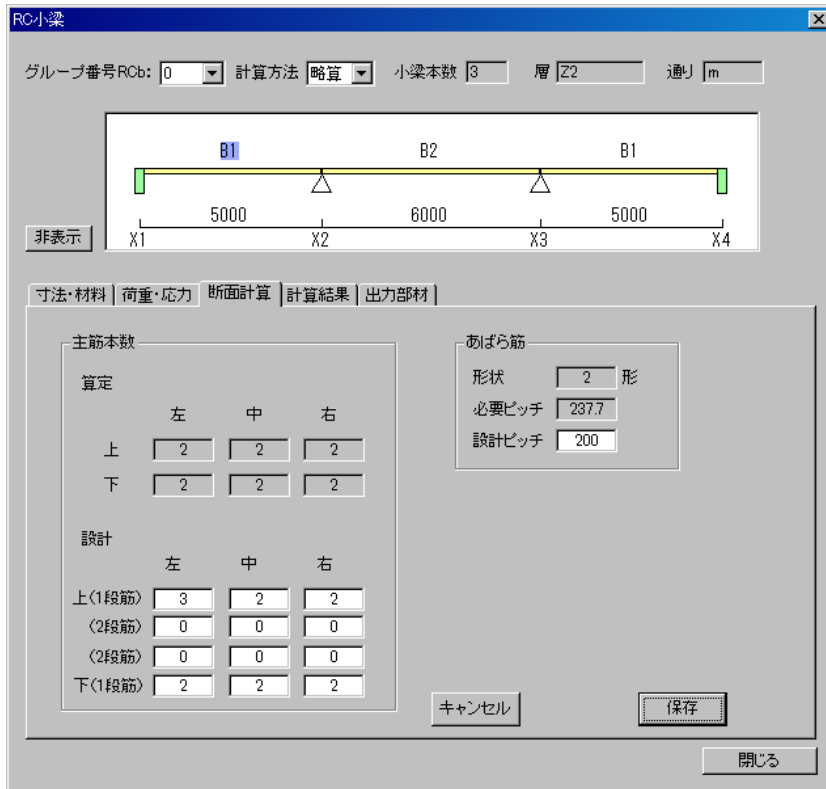 RC小梁
グループ番号RCb: 0 計算方法 略算 小梁本数 3 層 Z2 通り m
B1 B2 B1
5000 6000 5000
非表示 X1 X2 X3 X4
寸法・材料 荷重・応力 断面計算 計算結果 出力部材
主筋本数
算定
左 中 右
上 2 2 2
下 2 2 2
設計
左 中 右
上(1段筋) 3 2 2
(2段筋) 0 0 0
(2段筋) 0 0 0
下(1段筋) 2 2 2
あばら筋
形状 2 形
必要ピッチ 237.7
設計ピッチ 200
キャンセル 保存
閉じる